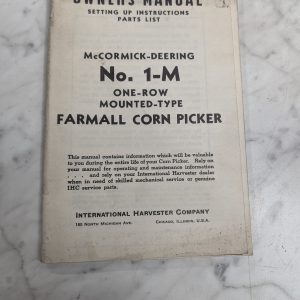 OWNERS MANUAL
SETTING UP INSTRUCTIONS
PARTS LIST
McCORMICK-DEERING
No. 1-M
ONE-ROW
MOUNTED-TYPE
FARMALL CORN PICKER
This manual contains information which will be valuable
to you during the entire life of your Corn Picker. Rely on
your manual for operating and maintenance information
. . . . and rely on your International Harvester dealer
when in need of skilled mechanical service or genuine
IHC service parts.
INTERNATIONAL HARVESTER COMPANY
180 NORTH MICHIGAN AVE. CHICAGO, ILLINOIS, U.S.A.